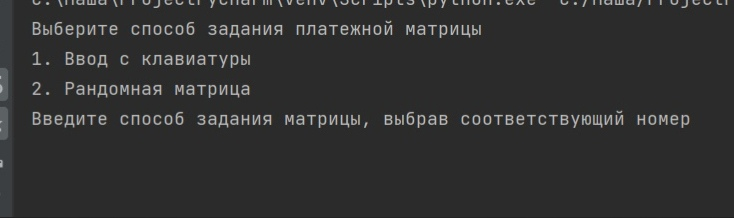 Выберите способ задания платежной матрицы
1. Ввод с клавиатуры
2. Рандомная матрица
Введите способ задания матрицы, выбрав соответствующий номер